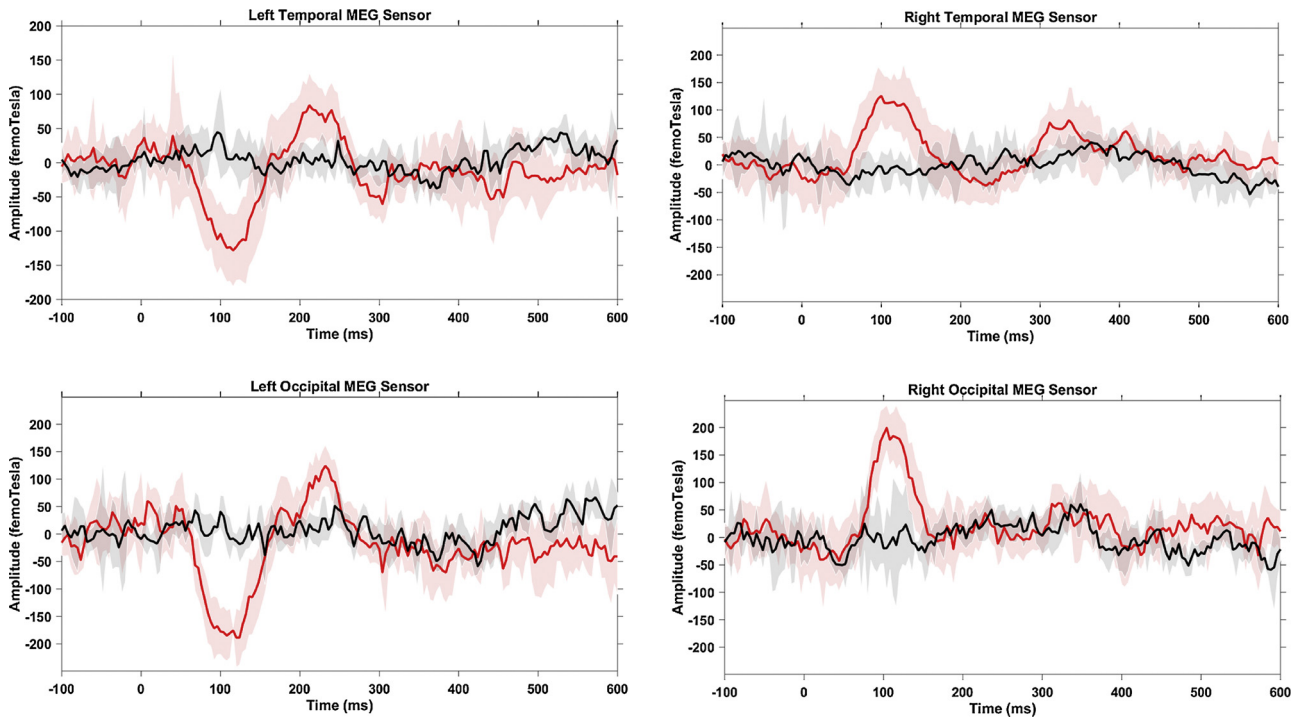 Left Temporal MEG Sensor
Amplitude (femoTesla)
200
150
100
50
0
-50
-100
-150
-200
-100 0 100 200 300 400 500 600
Time (ms)
Right Temporal MEG Sensor
Amplitude (femoTesla)
200
150
100
50
0
-50
-100
-150
-200
-100 0 100 200 300 400 500 600
Time (ms)
Left Occipital MEG Sensor
Amplitude (femoTesla)
200
150
100
50
0
-50
-100
-150
-200
-100 0 100 200 300 400 500 600
Time (ms)
Right Occipital MEG Sensor
Amplitude (femoTesla)
200
150
100
50
0
-50
-100
-150
-200
-100 0 100 200 300 400 500 600
Time (ms)